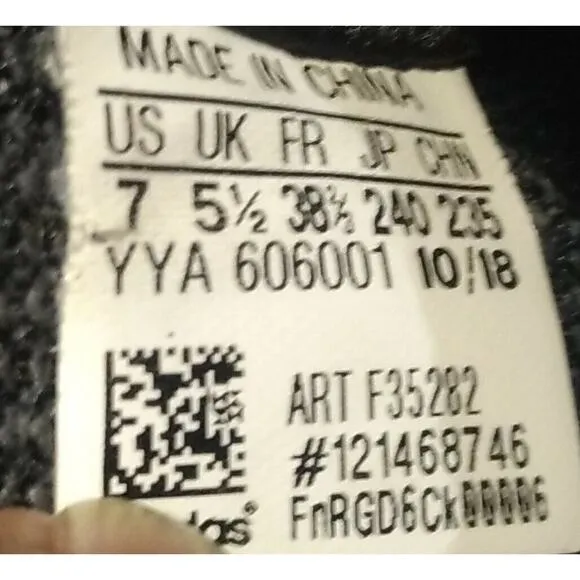 MADE IN CHINA
US UK FR JP CHN
7 5½ 38⅔ 240 235
YYA 606001 10/18
ART F35282
#121468746